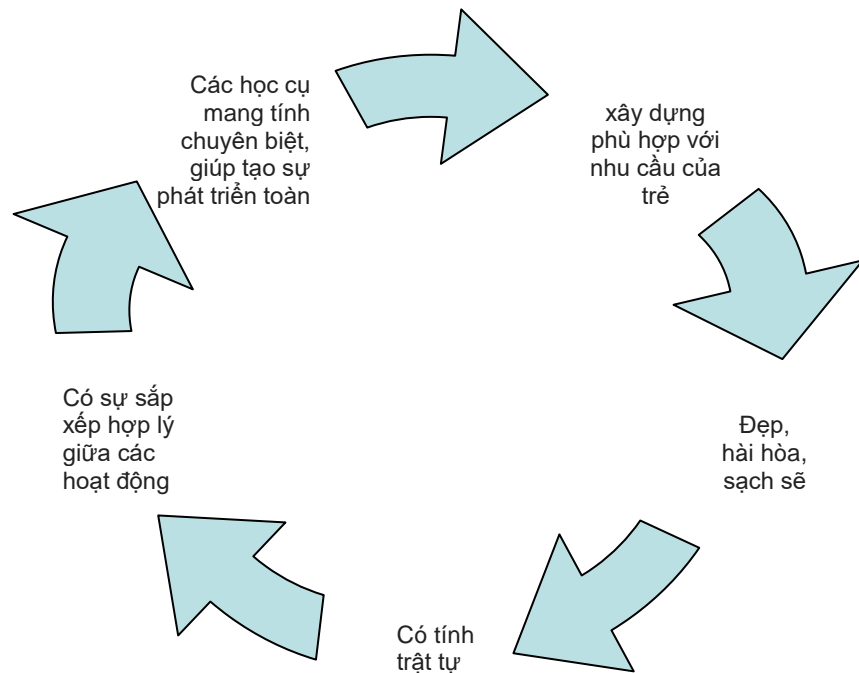 Các học cụ
mang tính
chuyên biệt,
giúp tạo sự
phát triển toàn
xây dựng
phù hợp với
nhu cầu của
trẻ
Đẹp,
hài hòa,
sạch sẽ
Có tính
trật tự
Có sự sắp
xếp hợp lý
giữa các
hoạt động